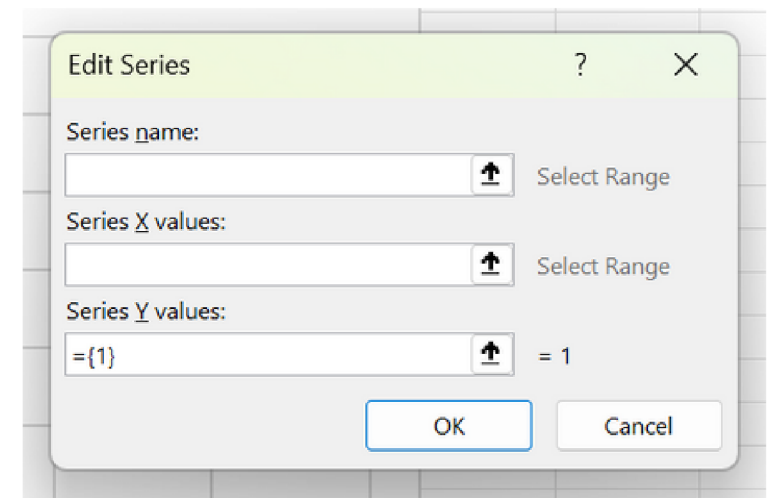 Edit Series ?
Series name:
Select Range
Series X values:
Select Range
Series Y values:
={1} = 1
OK Cancel